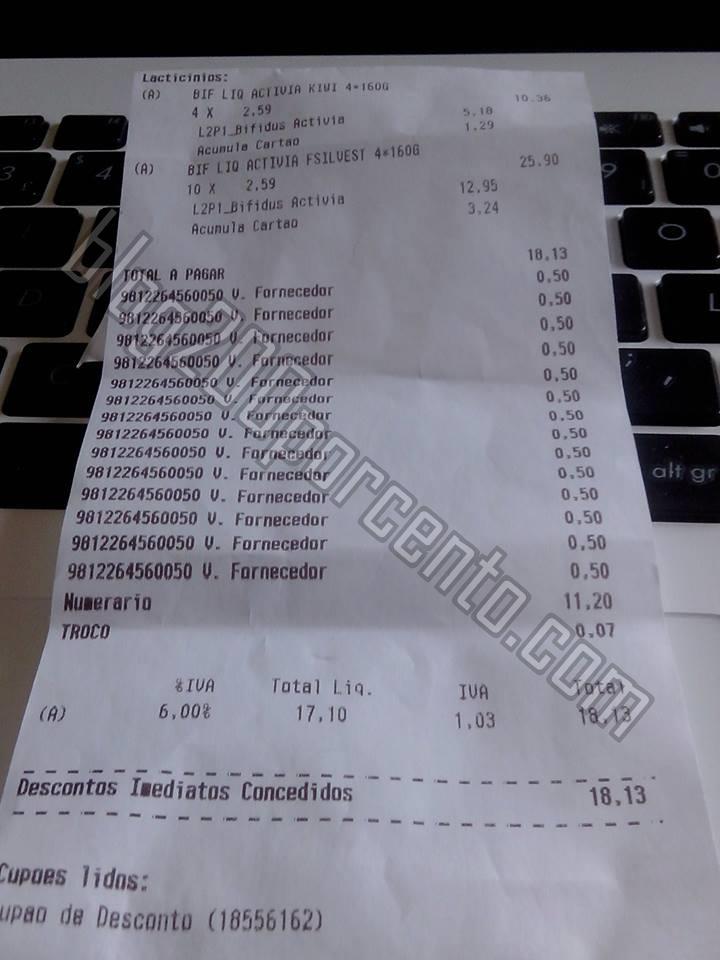 Lacticinios:
(A) BIF LIQ ACTIVIA KIWI 4*160G 10.36
4 X 2,59
L2P1_Bifidus Activia 5,18
Acumula Cartao 1,29
(A) BIF LIQ ACTIVIA FSILVEST 4*160G 25.90
10 X 2,59
L2P1_Bifidus Activia 12,95
Acumula Cartao 3,24
TOTAL A PAGAR 18,13
9812264560050 V. Fornecedor 0,50
9812264560050 V. Fornecedor 0,50
9812264560050 V. Fornecedor 0,50
9812264560050 V. Fornecedor 0,50
9812264560050 V. Fornecedor 0,50
9812264560050 V. Fornecedor 0,50
9812264560050 V. Fornecedor 0,50
9812264560050 V. Fornecedor 0,50
9812264560050 V. Fornecedor 0,50
9812264560050 V. Fornecedor 0,50
9812264560050 V. Fornecedor 0,50
9812264560050 V. Fornecedor 0,50
9812264560050 V. Fornecedor 0,50
9812264560050 V. Fornecedor 0,50
Numerario 11,20
TROCO 0,07
%IVA Total Liq. IVA Total
(A) 6,00% 17,10 1,03 18,13
Descontos Imediatos Concedidos 18,13
Cupoes lidos:
upao de Desconto (18556162)
blog200porcento.com
3
4
9
O
L
D
alt gr